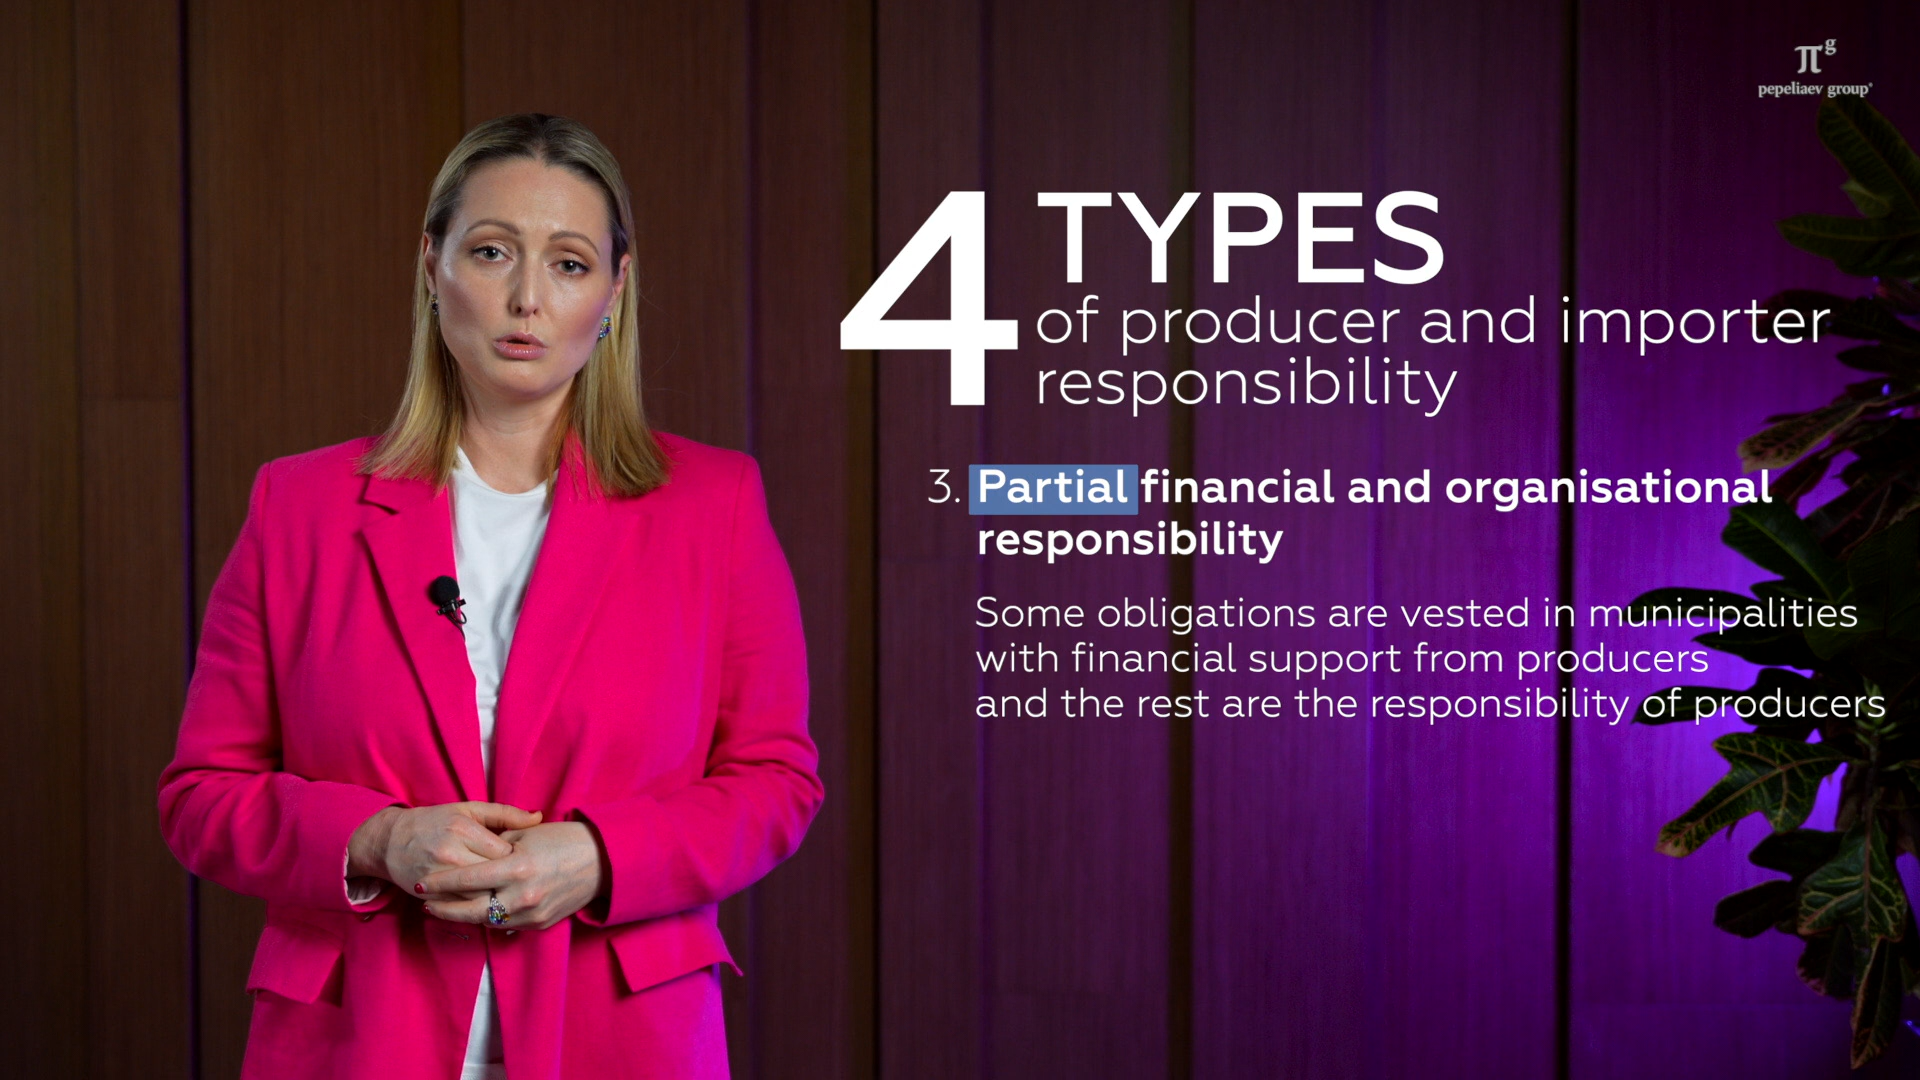 πg
pepeliaev group®
4 TYPES
of producer and importer
responsibility
3. Partial financial and organisational
responsibility
Some obligations are vested in municipalities
with financial support from producers
and the rest are the responsibility of producers